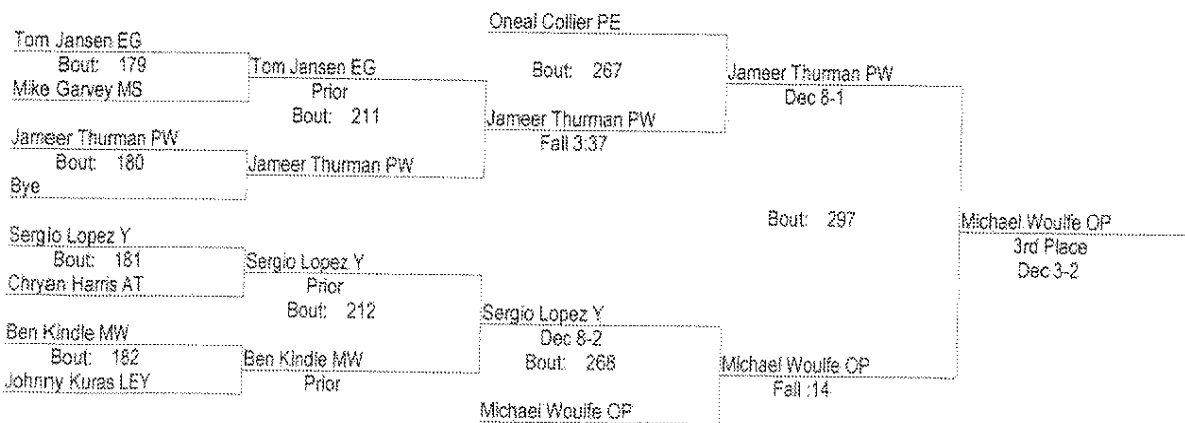 Oneal Collier PE
Tom Jansen EG
Bout: 179
Mike Garvey MS
Tom Jansen EG
Prior
Bout: 211
Bout: 267
Jameer Thurman PW
Dec 8-1
Jameer Thurman PW
Fall 3:37
Jameer Thurman PW
Bout: 180
Bye
Jameer Thurman PW
Bout: 297
Michael Woulfe OP
3rd Place
Dec 3-2
Sergio Lopez Y
Bout: 181
Chryan Harris AT
Sergio Lopez Y
Prior
Bout: 212
Sergio Lopez Y
Dec 8-2
Bout: 268
Ben Kindle MW
Bout: 182
Johnny Kuras LEY
Ben Kindle MW
Prior
Michael Woulfe OP
Fall :14
Michael Woulfe OP